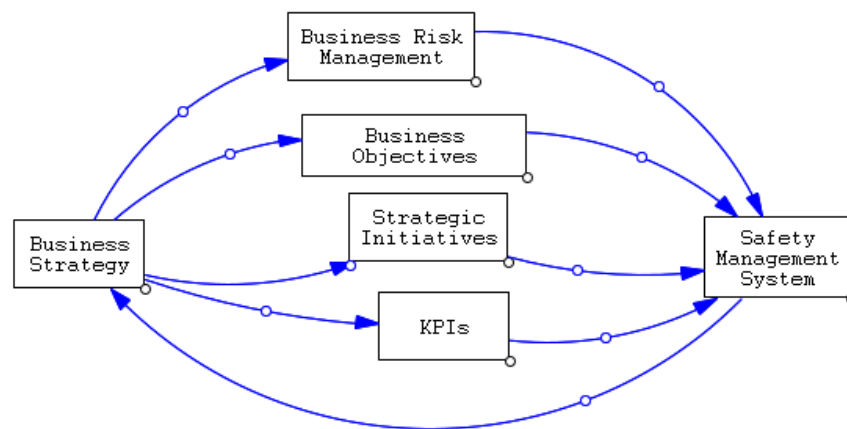 Business Risk
Management
Business
Objectives
Strategic
Initiatives
Business
Strategy
Safety
Management
System
KPIs